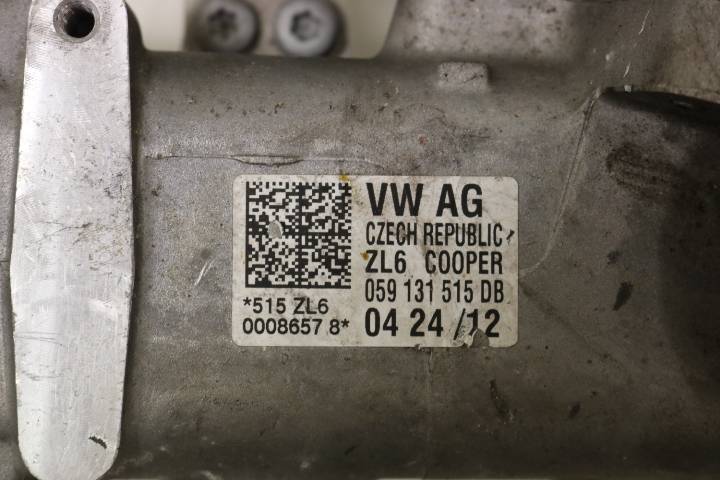 VW AG
CZECH REPUBLIC
ZL6 COOPER
059 131 515 DB
04 24 /12
*515 ZL6
0008657 8*